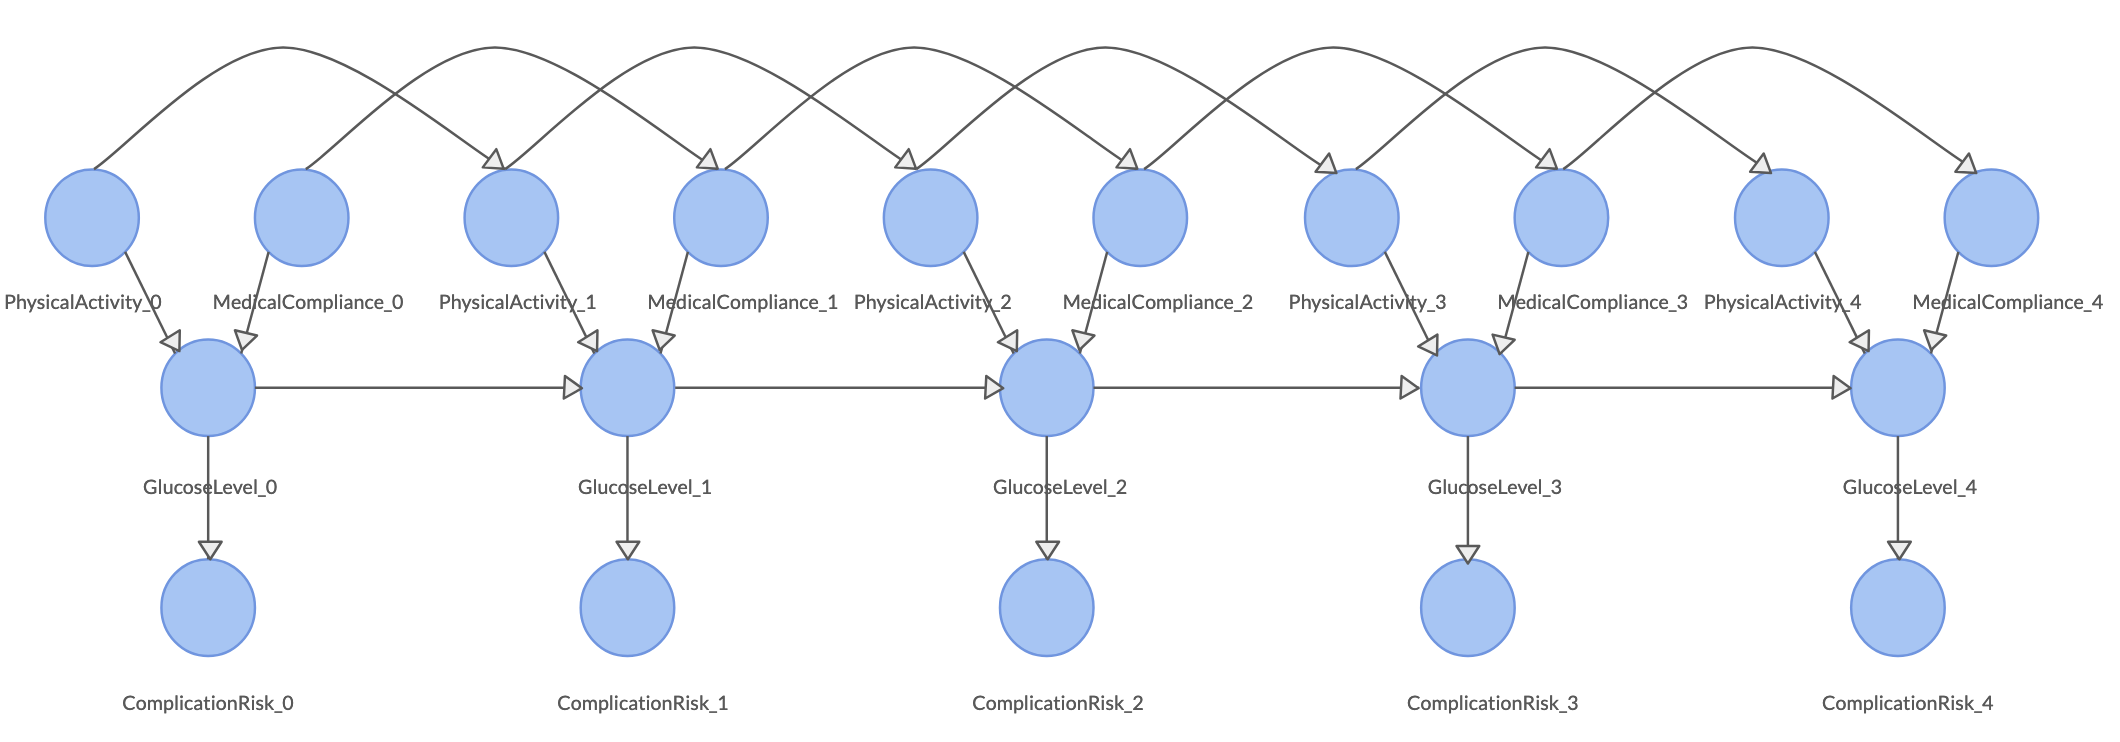 PhysicalActivity_0
MedicalCompliance_0
PhysicalActivity_1
MedicalCompliance_1
PhysicalActivity_2
MedicalCompliance_2
PhysicalActivity_3
MedicalCompliance_3
PhysicalActivity_4
MedicalCompliance_4
GlucoseLevel_0
GlucoseLevel_1
GlucoseLevel_2
GlucoseLevel_3
GlucoseLevel_4
ComplicationRisk_0
ComplicationRisk_1
ComplicationRisk_2
ComplicationRisk_3
ComplicationRisk_4